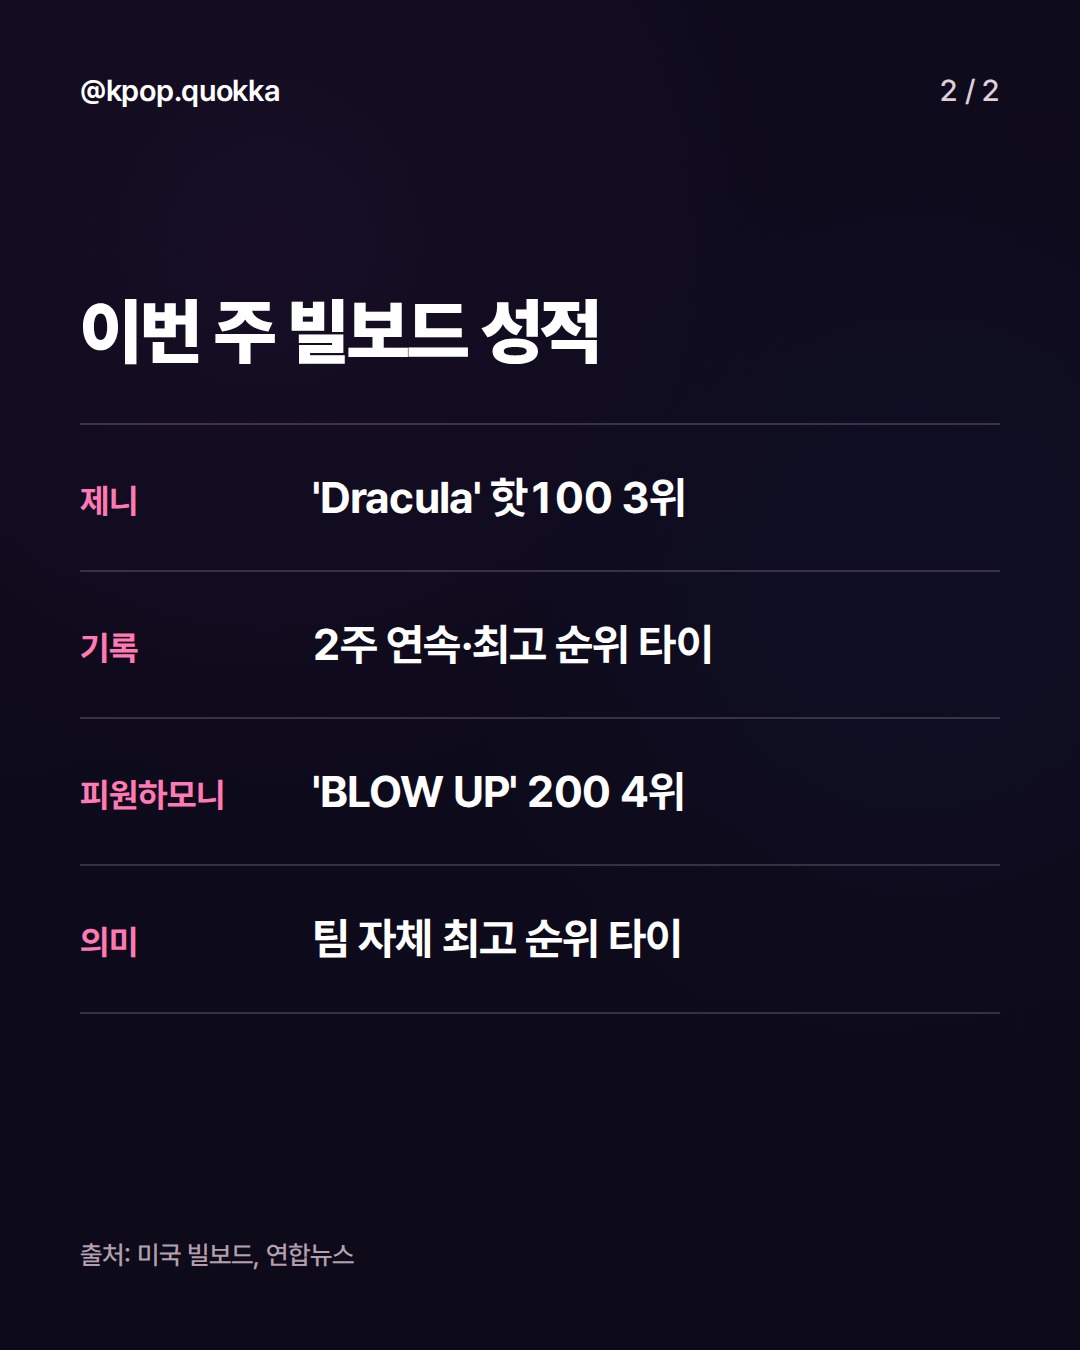 @kpop.quokka
2 / 2
이번 주 빌보드 성적
제니 'Dracula' 핫100 3위
기록 2주 연속·최고 순위 타이
피원하모니 'BLOW UP' 200 4위
의미 팀 자체 최고 순위 타이
출처: 미국 빌보드, 연합뉴스